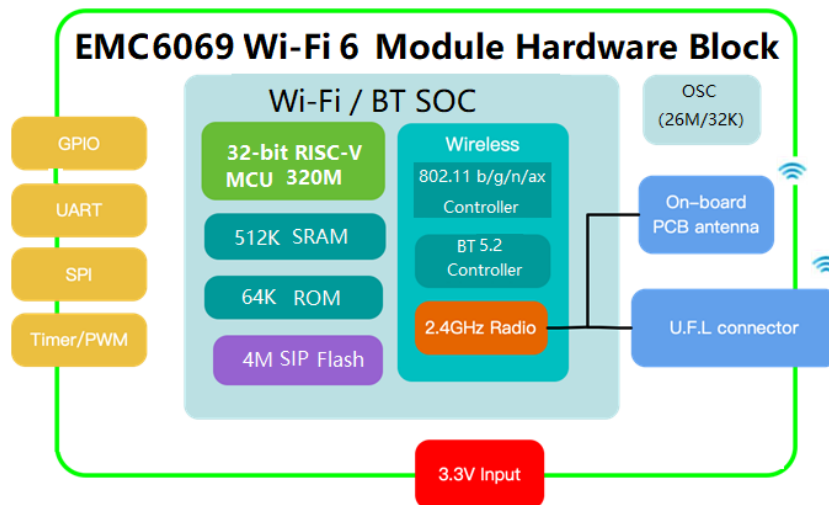 EMC6069 Wi-Fi 6 Module Hardware Block
Wi-Fi / BT SOC
OSC
(26M/32K)
GPIO
UART
SPI
Timer/PWM
32-bit RISC-V
MCU 320M
512K SRAM
64K ROM
4M SIP Flash
Wireless
802.11 b/g/n/ax
Controller
BT 5.2
Controller
2.4GHz Radio
On-board
PCB antenna
U.F.L connector
3.3V Input